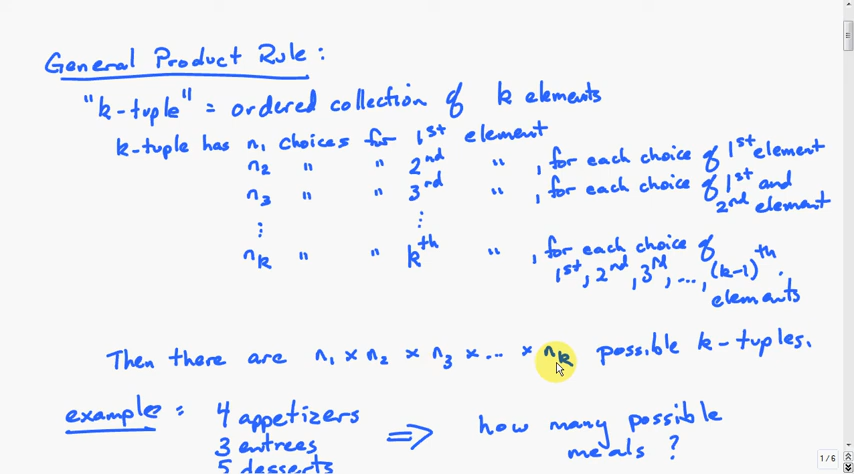 General Product Rule :
"k-tuple" = ordered collection of k elements
k-tuple has n1 choices for 1st element
n2 " " 2nd " , for each choice of 1st element
n3 " " 3rd " , for each choice of 1st and 2nd element
⋮ ⋮
nk " " kth " , for each choice of
1st, 2nd, 3rd, ..., (k-1)th
elements
Then there are n1 × n2 × n3 × ... × nk possible k-tuples.
example : 4 appetizers
3 entrees
5 desserts
⇒ how many possible
meals ?
1/6